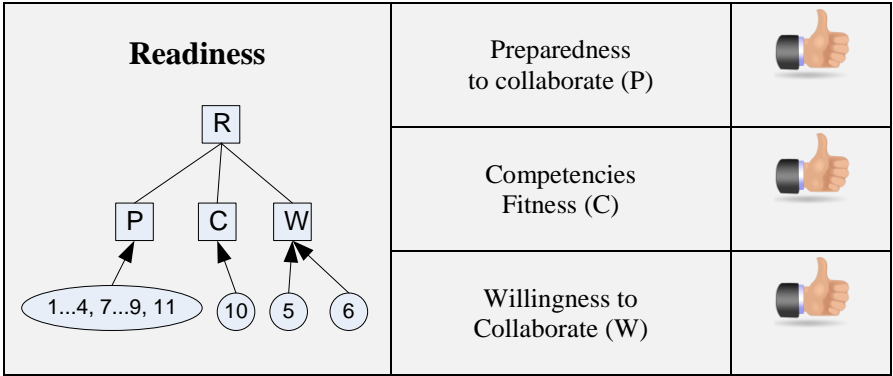 Readiness
R
P
C
W
1...4, 7...9, 11
10
5
6
Preparedness
to collaborate (P)
Competencies
Fitness (C)
Willingness to
Collaborate (W)